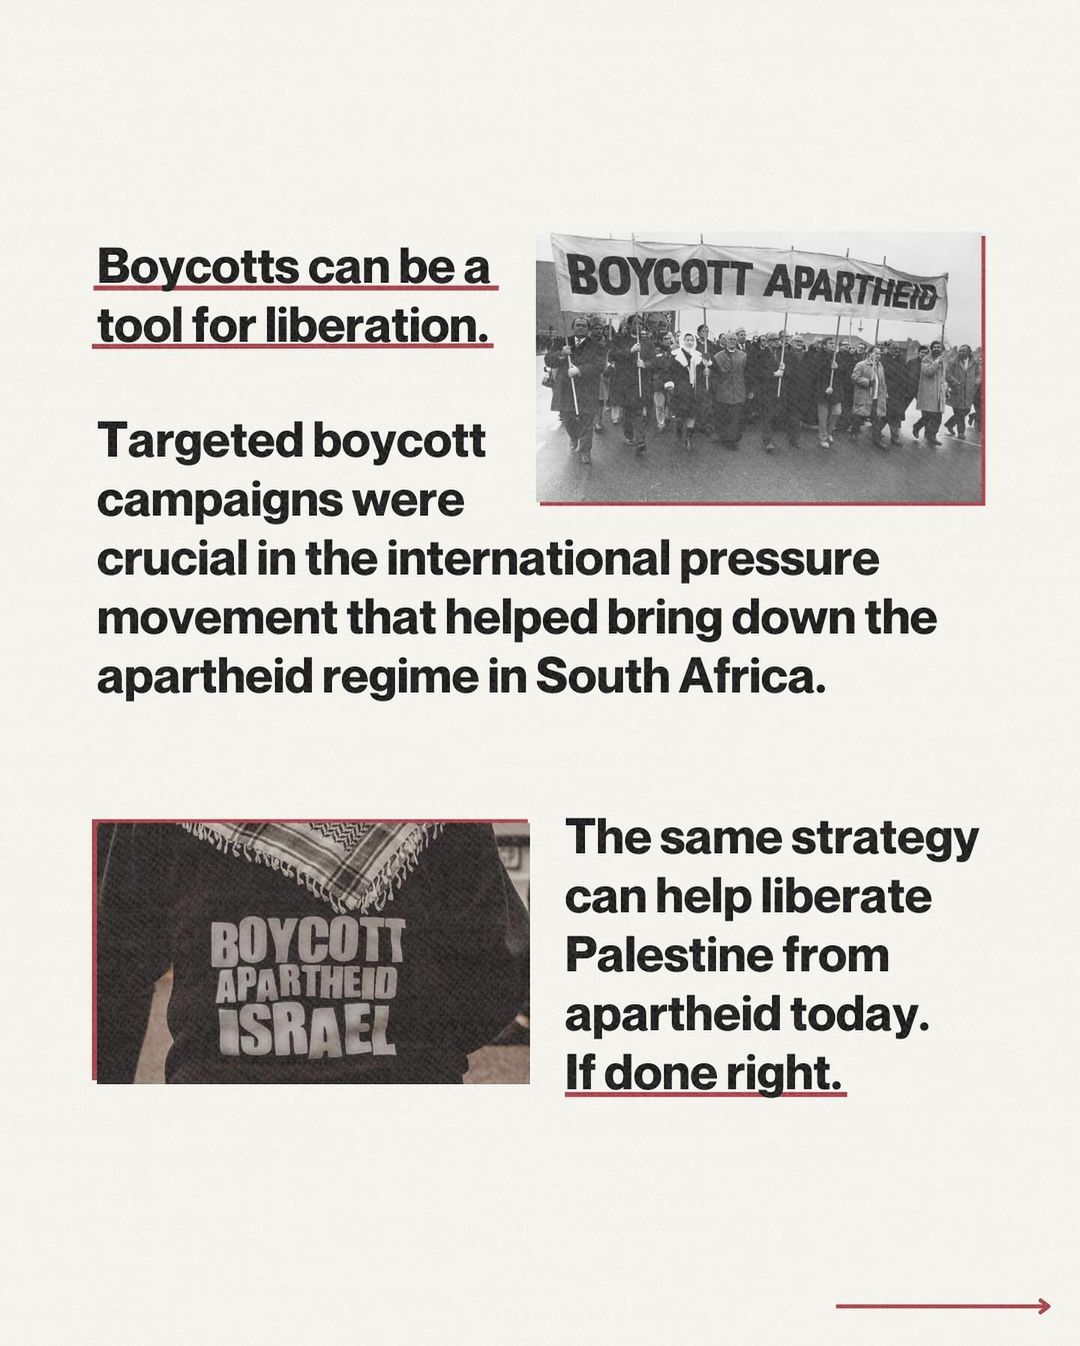 Boycotts can be a
tool for liberation.
BOYCOTT APARTHEID
Targeted boycott
campaigns were
crucial in the international pressure
movement that helped bring down the
apartheid regime in South Africa.
BOYCOTT
APARTHEID
ISRAEL
The same strategy
can help liberate
Palestine from
apartheid today.
If done right.